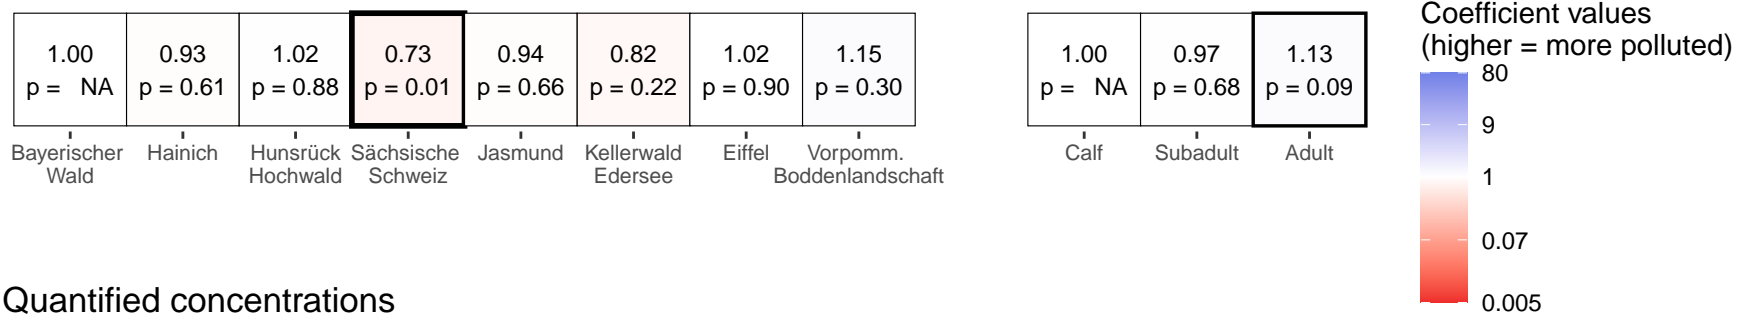 1.00 0.93 1.02 0.73 0.94 0.82 1.02 1.15
p = NA p = 0.61 p = 0.88 p = 0.01 p = 0.66 p = 0.22 p = 0.90 p = 0.30
Bayerischer Hainich Hunsrück Sächsische Jasmund Kellerwald Eiffel Vorpomm.
Wald Hochwald Schweiz Edersee Boddenlandschaft
1.00 0.97 1.13
p = NA p = 0.68 p = 0.09
Calf Subadult Adult
Coefficient values
(higher = more polluted)
80
9
1
0.07
0.005
Quantified concentrations